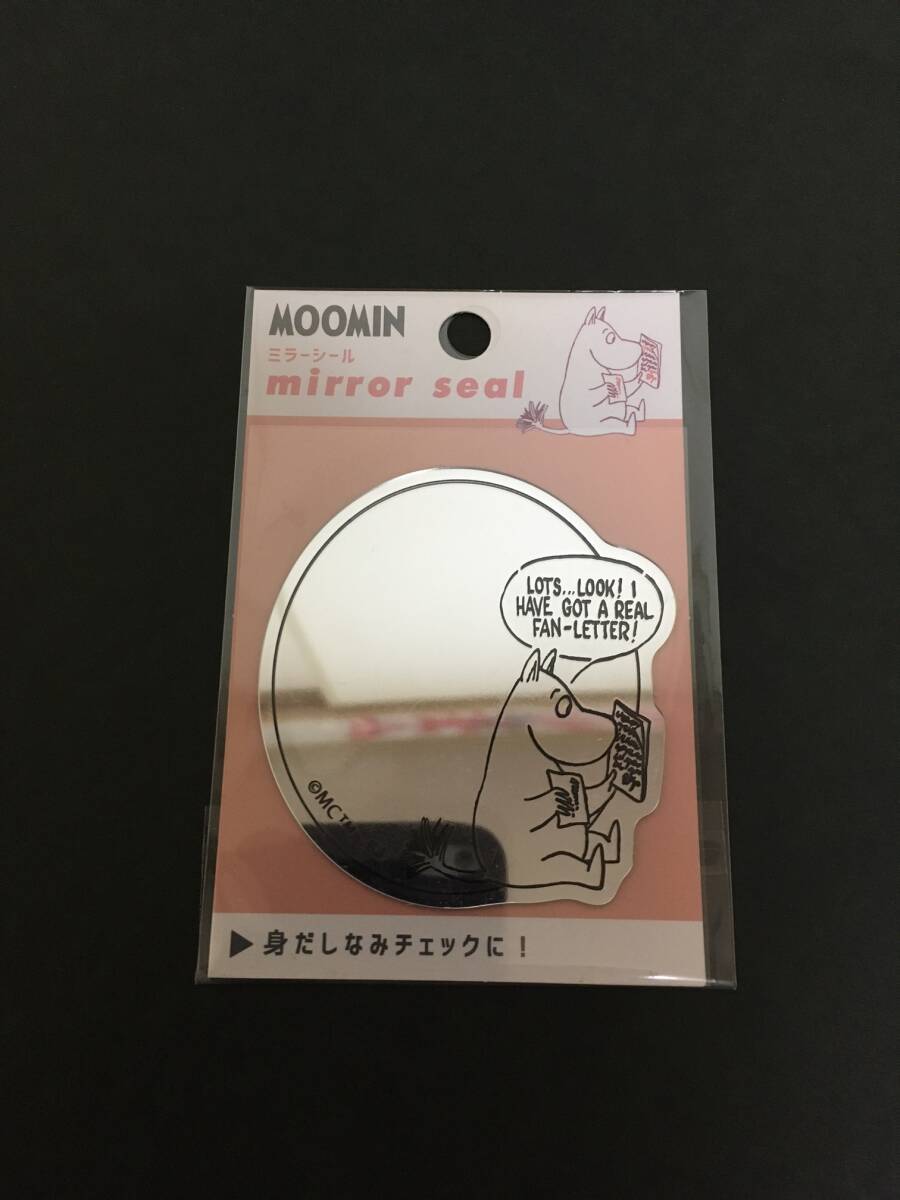 MOOMIN
ミラーシール
mirror seal
LOTS...LOOK! I
HAVE GOT A REAL
FAN-LETTER!
©MCTM
▶身だしなみチェックに!